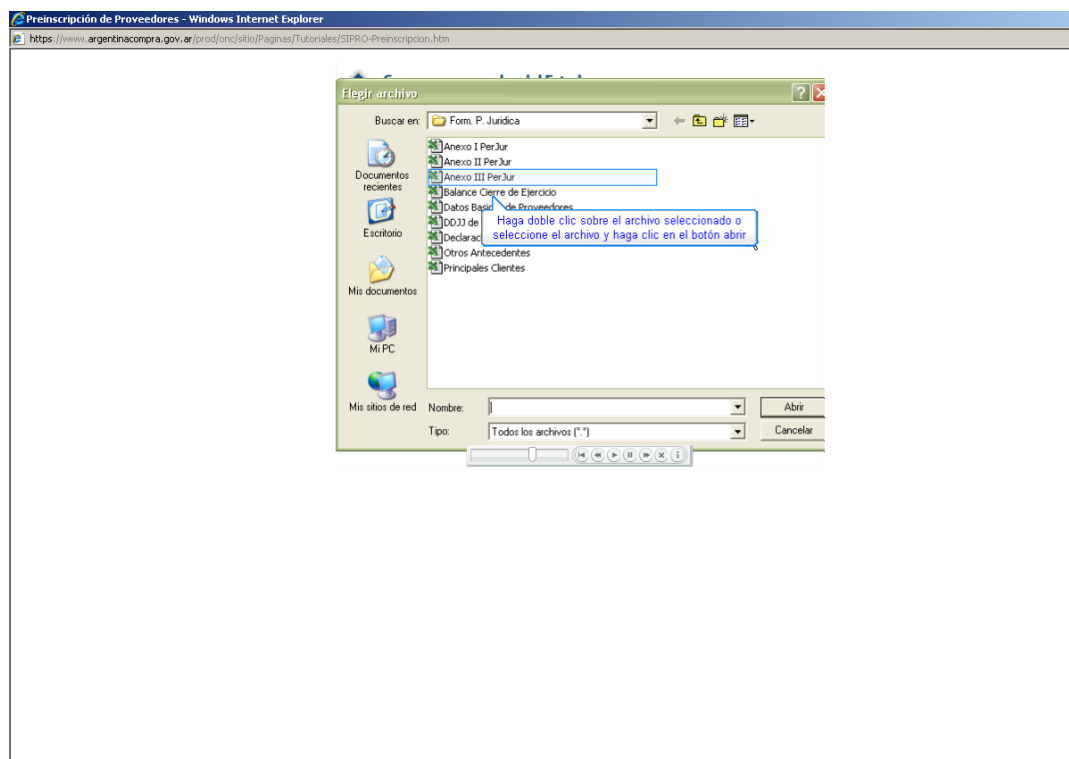 Preinscripción de Proveedores - Windows Internet Explorer
https://www.argentinacompra.gov.ar/prod/onc/sitio/Paginas/Tutoriales/SIPRO-Preinscripcion.htm
Elegir archivo
Buscar en: Form. P. Juridica
Documentos recientes
Escritorio
Mis documentos
Mi PC
Mis sitios de red
Anexo I PerJur
Anexo II PerJur
Anexo III PerJur
Balance Cierre de Ejercicio
Datos Basic de Proveedores
DDJJ de
Declarac
Otros Antecedentes
Principales Clientes
Haga doble clic sobre el archivo seleccionado o
seleccione el archivo y haga clic en el botón abrir
Nombre:
Abrir
Tipo: Todos los archivos (*.*)
Cancelar